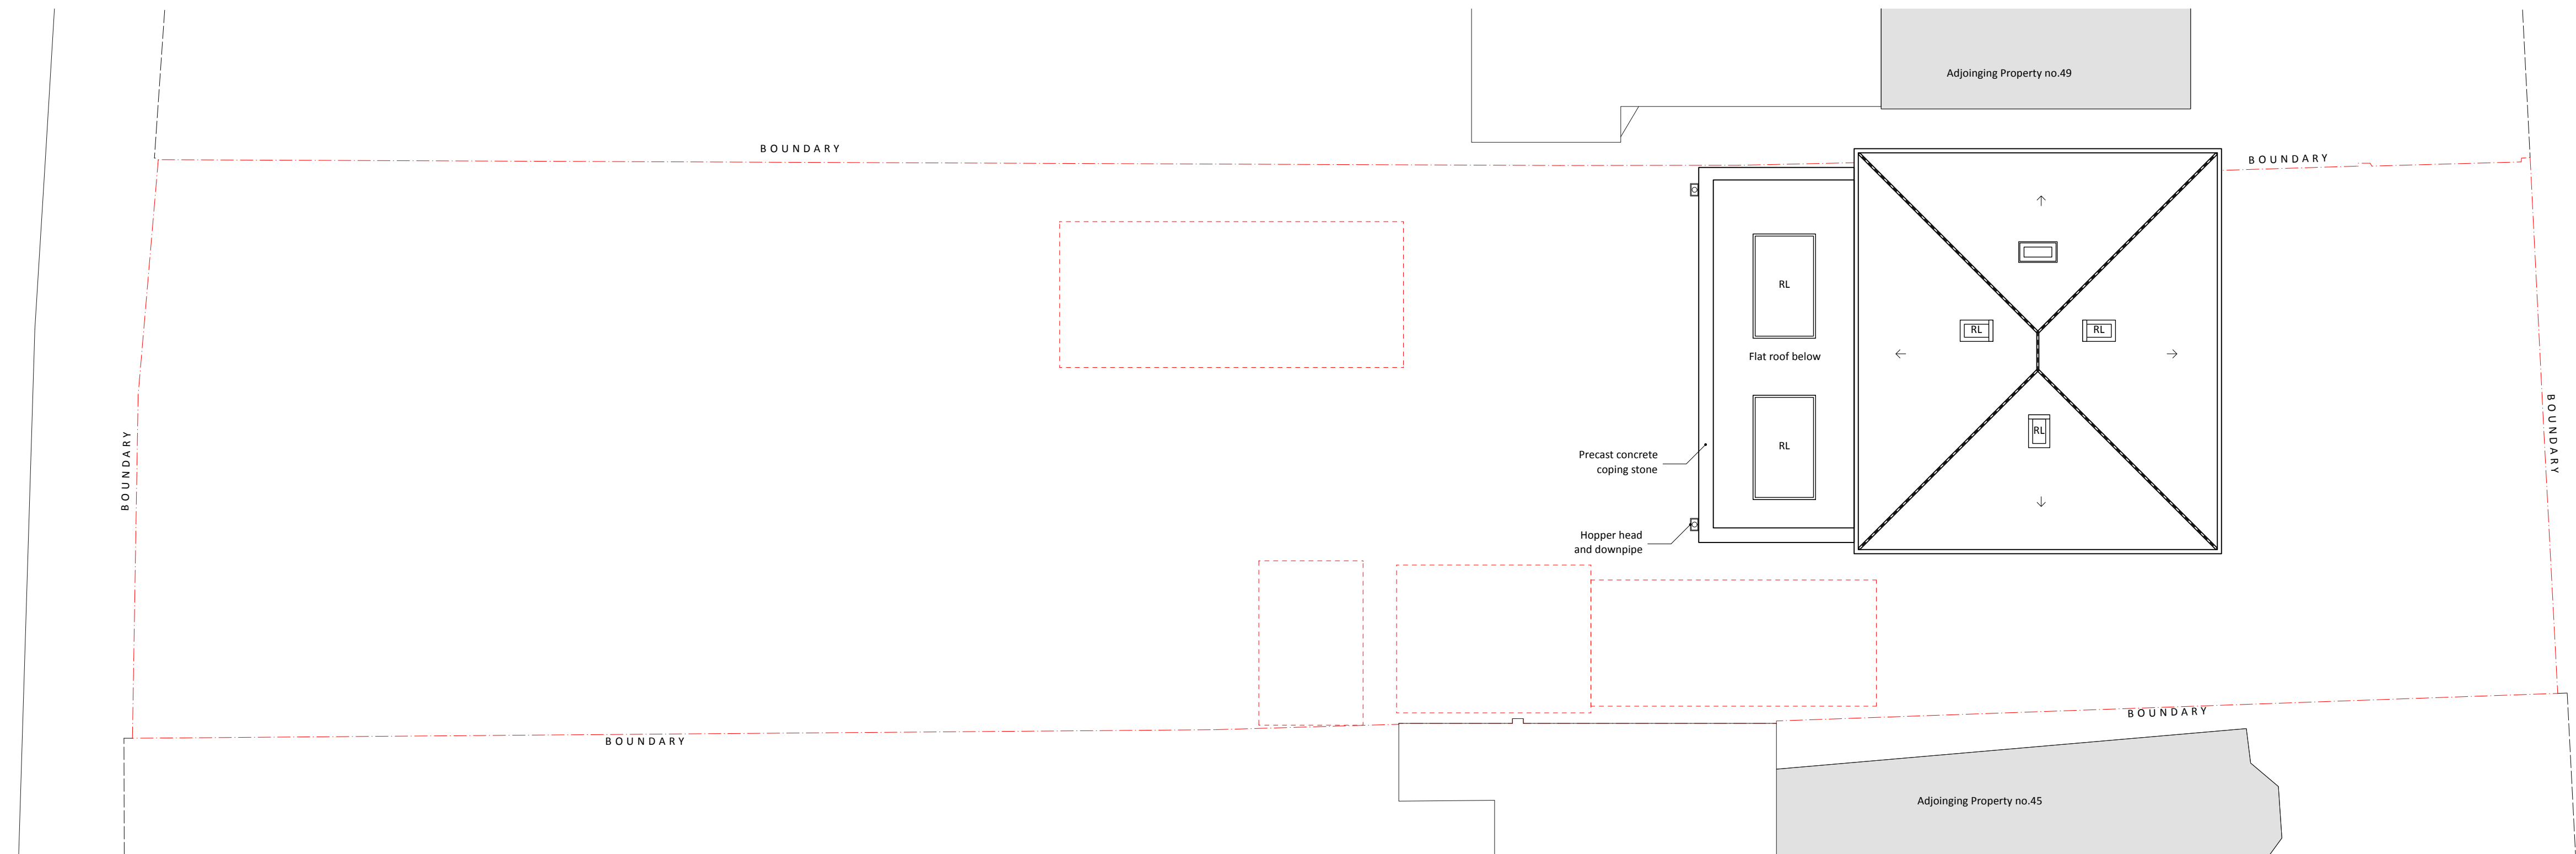 Adjoinging Property no.49
BOUNDARY
BOUNDARY
RL
RL
RL
Flat roof below
BOUNDARY
BOUNDARY
RL
RL
Precast concrete
coping stone
Hopper head
and downpipe
BOUNDARY
BOUNDARY
Adjoinging Property no.45